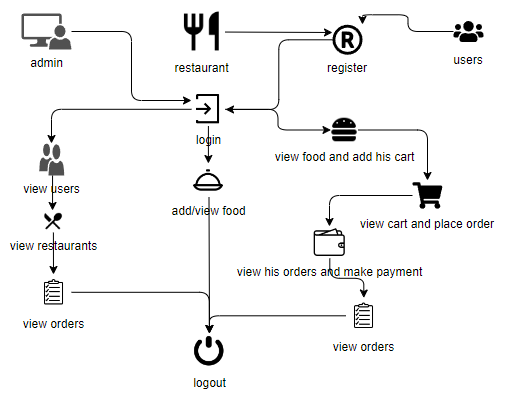 admin
restaurant
register
users
login
view food and add his cart
view users
add/view food
view cart and place order
view restaurants
view his orders and make payment
view orders
view orders
logout